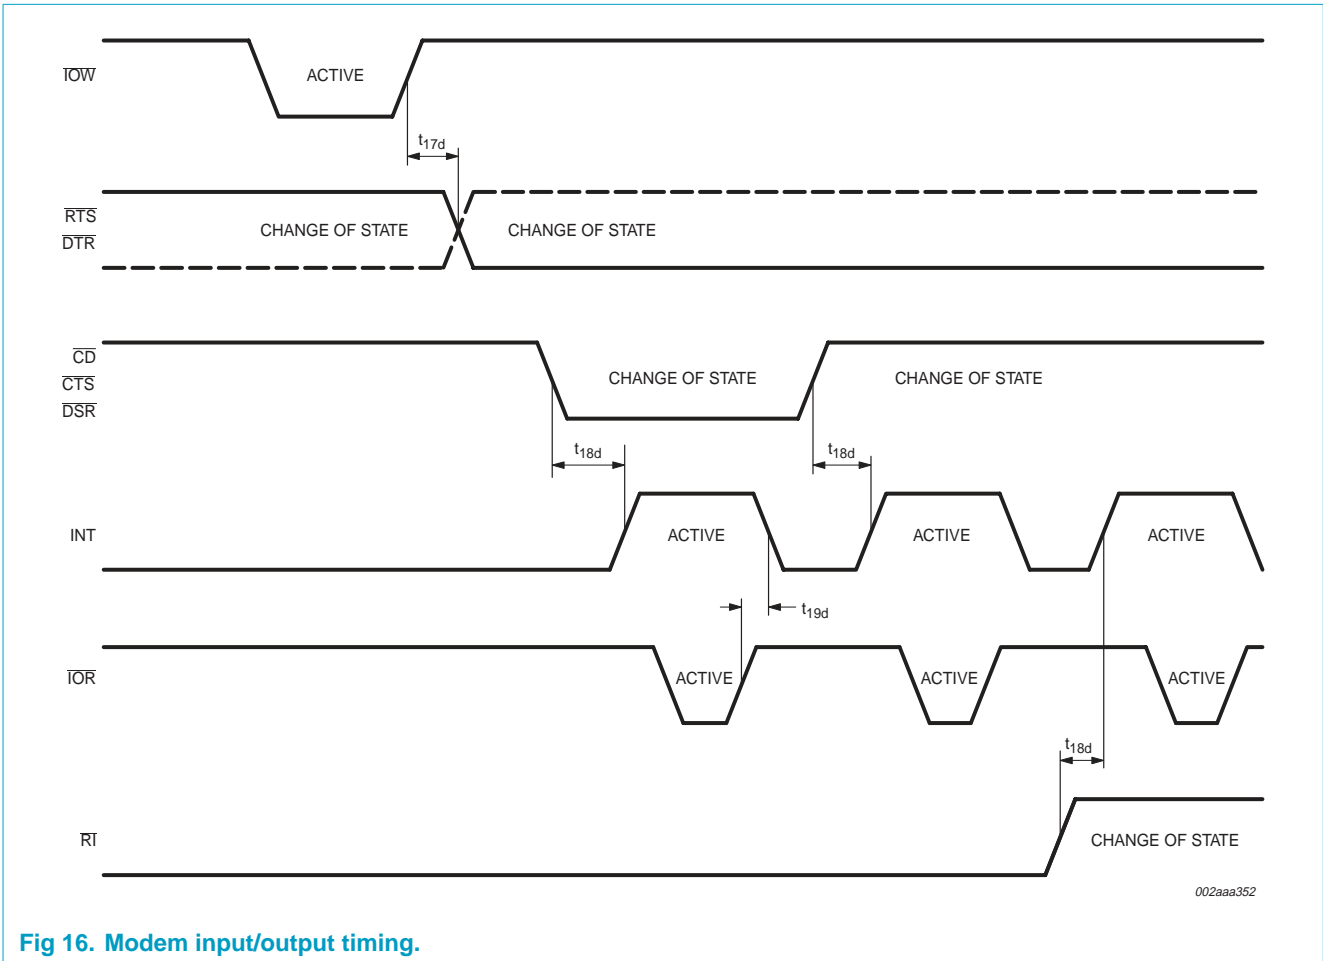 IOW
ACTIVE
t17d
RTS
DTR
CHANGE OF STATE
CHANGE OF STATE
CD
CTS
DSR
CHANGE OF STATE
CHANGE OF STATE
t18d
t18d
INT
ACTIVE
ACTIVE
ACTIVE
t19d
IOR
ACTIVE
ACTIVE
ACTIVE
t18d
RI
CHANGE OF STATE
002aaa352
Fig 16. Modem input/output timing.